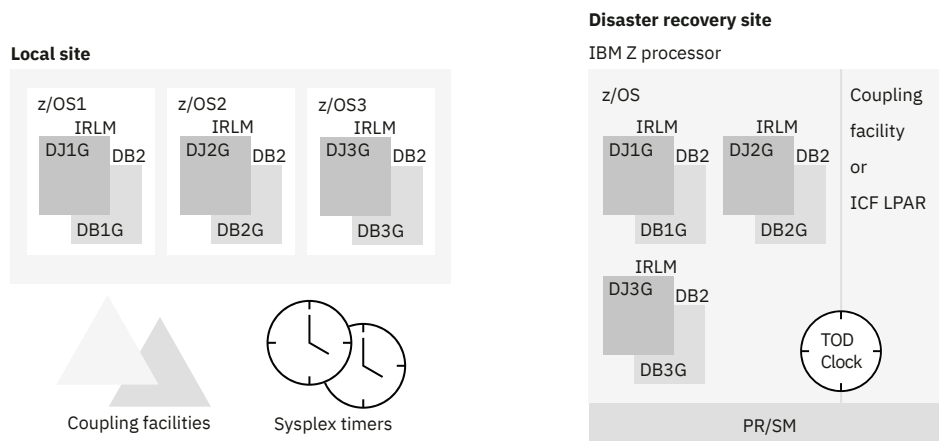 Local site
z/OS1
IRLM
DJ1G
DB2
DB1G
z/OS2
IRLM
DJ2G
DB2
DB2G
z/OS3
IRLM
DJ3G
DB2
DB3G
Coupling facilities
Sysplex timers
Disaster recovery site
IBM Z processor
z/OS
IRLM
DJ1G
DB2
DB1G
IRLM
DJ2G
DB2
DB2G
IRLM
DJ3G
DB2
DB3G
Coupling
facility
or
ICF LPAR
TOD
Clock
PR/SM